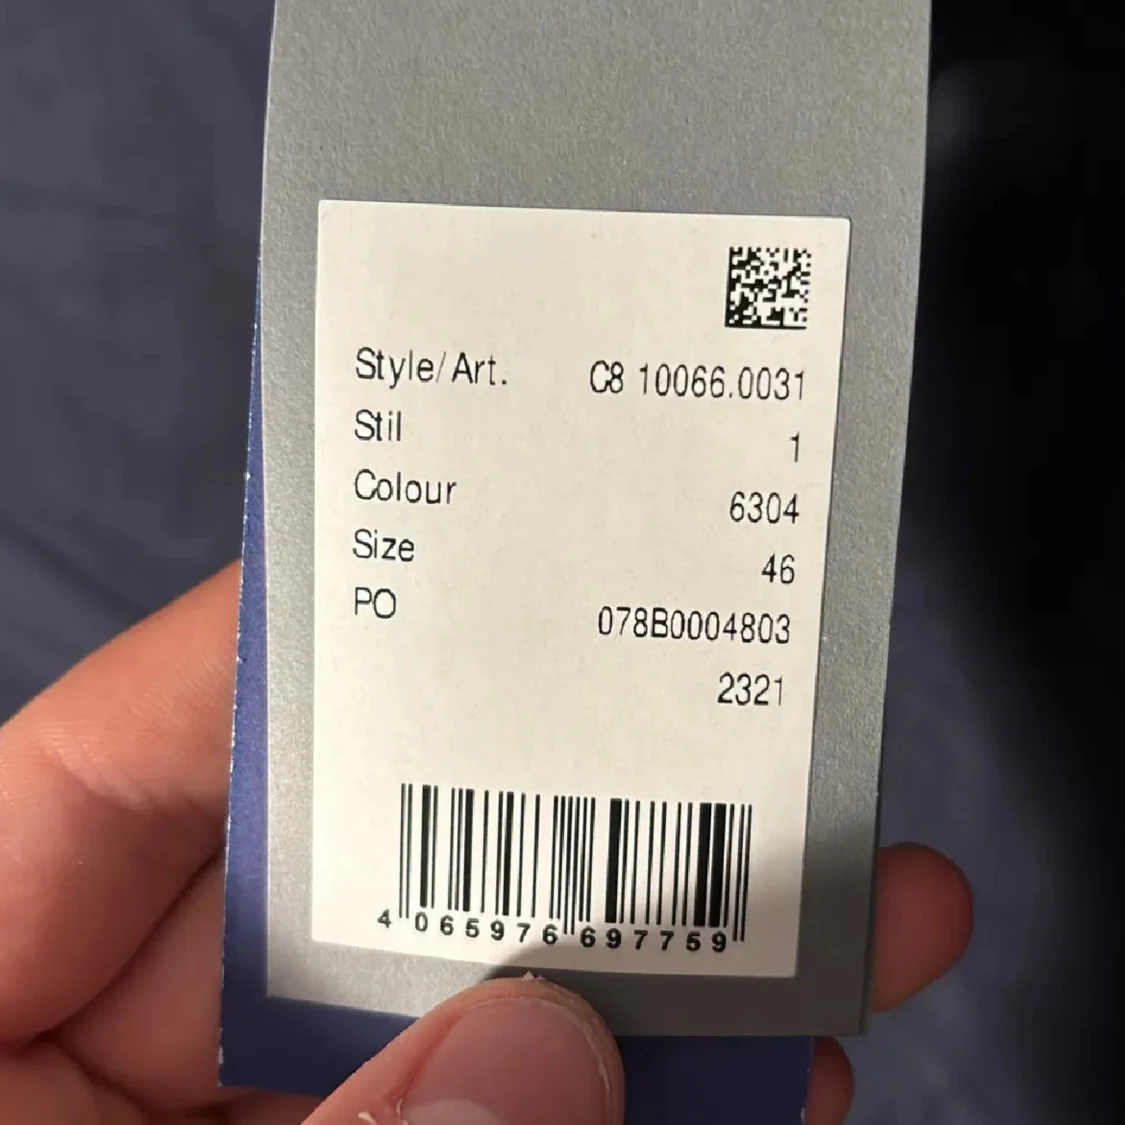 Style/Art. C8 10066.0031
Stil 1
Colour 6304
Size 46
PO 078B0004803
2321
4 065976 697759